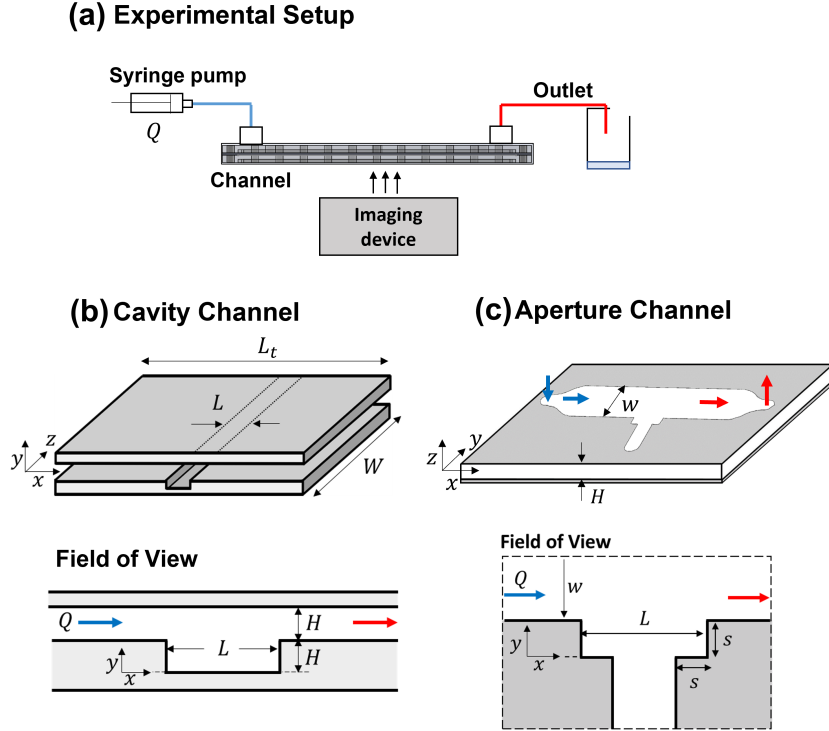 (a) Experimental Setup
Syringe pump
Q
Outlet
Channel
Imaging
device
(b) Cavity Channel
L_t
L
y
z
x
W
(c) Aperture Channel
w
z
y
x
H
Field of View
Q
H
L
H
y
x
Field of View
Q
w
L
s
y
x
s